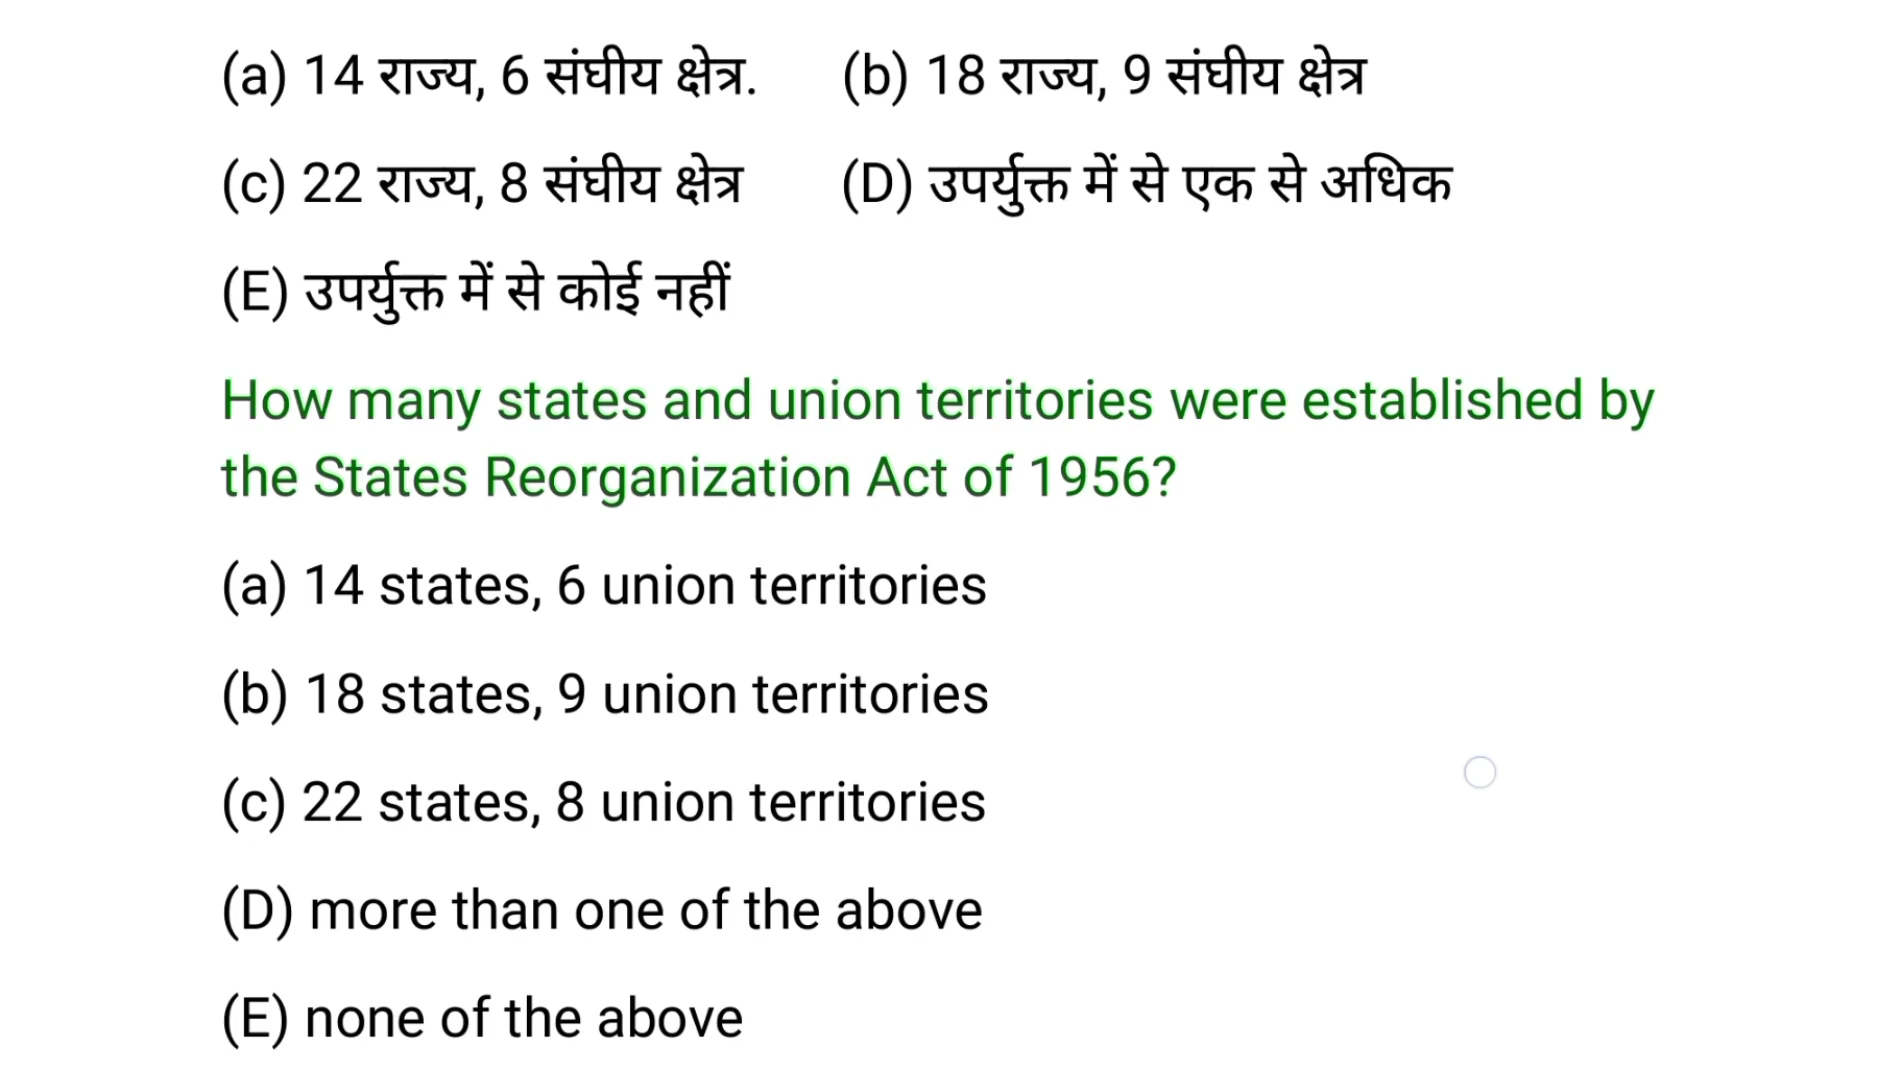 (a) 14 राज्य, 6 संघीय क्षेत्र. (b) 18 राज्य, 9 संघीय क्षेत्र
(c) 22 राज्य, 8 संघीय क्षेत्र (D) उपर्युक्त में से एक से अधिक
(E) उपर्युक्त में से कोई नहीं
How many states and union territories were established by
the States Reorganization Act of 1956?
(a) 14 states, 6 union territories
(b) 18 states, 9 union territories
(c) 22 states, 8 union territories
(D) more than one of the above
(E) none of the above